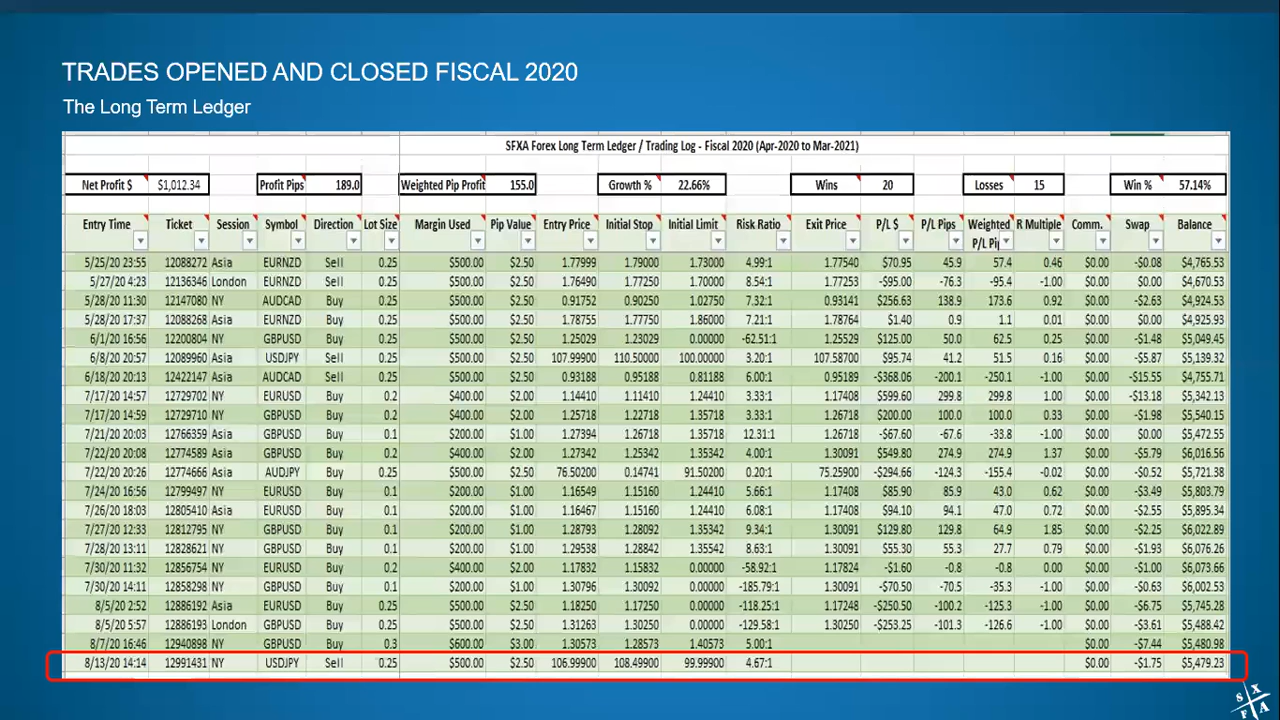 TRADES OPENED AND CLOSED FISCAL 2020
The Long Term Ledger
SFXA Forex Long Term Ledger / Trading Log - Fiscal 2020 (Apr-2020 to Mar-2021)
Net Profit $ $1,012.34 Profit Pips 189.0 Weighted Pip Profit 155.0 Growth % 22.66% Wins 20 Losses 15 Win % 57.14%
Entry Time Ticket Session Symbol Direction Lot Size Margin Used Pip Value Entry Price Initial Stop Initial Limit Risk Ratio Exit Price P/L $ P/L Pips Weighted R Multiple Comm. Swap Balance
P/L Pip
5/25/20 23:55 12088272 Asia EURNZD Sell 0.25 $500.00 $2.50 1.77999 1.79000 1.73000 4.99:1 1.77540 $70.95 45.9 57.4 0.46 $0.00 -$0.08 $4,765.53
5/27/20 4:23 12136346 London EURNZD Sell 0.25 $500.00 $2.50 1.76490 1.77250 1.70000 8.54:1 1.77253 -$95.00 -76.3 -95.4 -1.00 $0.00 $0.00 $4,670.53
5/28/20 11:30 12147080 NY AUDCAD Buy 0.25 $500.00 $2.50 0.91752 0.90250 1.02750 7.32:1 0.93141 $256.63 138.9 173.6 0.92 $0.00 -$2.63 $4,924.53
5/28/20 17:37 12088268 Asia EURNZD Buy 0.25 $500.00 $2.50 1.78755 1.77750 1.86000 7.21:1 1.78764 $1.40 0.9 1.1 0.01 $0.00 $0.00 $4,925.93
6/1/20 16:56 12200804 NY GBPUSD Buy 0.25 $500.00 $2.50 1.25029 1.23029 0.00000 -62.51:1 1.25529 $125.00 50.0 62.5 0.25 $0.00 -$1.48 $5,049.45
6/8/20 20:57 12089960 Asia USDJPY Sell 0.25 $500.00 $2.50 107.99900 110.50000 100.00000 3.20:1 107.58700 $95.74 41.2 51.5 0.16 $0.00 -$5.87 $5,139.32
6/18/20 20:13 12422147 Asia AUDCAD Sell 0.25 $500.00 $2.50 0.93188 0.95188 0.81188 6.00:1 0.95189 -$368.06 -200.1 -250.1 -1.00 $0.00 -$15.55 $4,755.71
7/17/20 14:57 12729702 NY EURUSD Buy 0.2 $400.00 $2.00 1.14410 1.11410 1.24410 3.33:1 1.17408 $599.60 299.8 299.8 1.00 $0.00 -$13.18 $5,342.13
7/17/20 14:59 12729710 NY GBPUSD Buy 0.2 $400.00 $2.00 1.25718 1.22718 1.35718 3.33:1 1.26718 $200.00 100.0 100.0 0.33 $0.00 -$1.98 $5,540.15
7/21/20 20:03 12766359 Asia GBPUSD Buy 0.1 $200.00 $1.00 1.27394 1.26718 1.35718 12.31:1 1.26718 -$67.60 -67.6 -33.8 -1.00 $0.00 $0.00 $5,472.55
7/22/20 20:08 12774589 Asia GBPUSD Buy 0.2 $400.00 $2.00 1.27342 1.25342 1.35342 4.00:1 1.30091 $549.80 274.9 274.9 1.37 $0.00 -$5.79 $6,016.56
7/22/20 20:26 12774666 Asia AUDJPY Buy 0.25 $500.00 $2.50 76.50200 0.14741 91.50200 0.20:1 75.25900 -$294.66 -124.3 -155.4 -0.02 $0.00 -$0.52 $5,721.38
7/24/20 16:56 12799497 NY EURUSD Buy 0.1 $200.00 $1.00 1.16549 1.15160 1.24410 5.66:1 1.17408 $85.90 85.9 43.0 0.62 $0.00 -$3.49 $5,803.79
7/26/20 18:03 12805410 Asia EURUSD Buy 0.1 $200.00 $1.00 1.16467 1.15160 1.24410 6.08:1 1.17408 $94.10 94.1 47.0 0.72 $0.00 -$2.55 $5,895.34
7/27/20 12:33 12812795 NY GBPUSD Buy 0.1 $200.00 $1.00 1.28793 1.28092 1.35342 9.34:1 1.30091 $129.80 129.8 64.9 1.85 $0.00 -$2.25 $6,022.89
7/28/20 13:11 12828621 NY GBPUSD Buy 0.1 $200.00 $1.00 1.29538 1.28842 1.35542 8.63:1 1.30091 $55.30 55.3 27.7 0.79 $0.00 -$1.93 $6,076.26
7/30/20 11:32 12856754 NY EURUSD Buy 0.2 $400.00 $2.00 1.17832 1.15832 0.00000 -58.92:1 1.17824 -$1.60 -0.8 -0.8 0.00 $0.00 -$1.00 $6,073.66
7/30/20 14:11 12858298 NY GBPUSD Buy 0.1 $200.00 $1.00 1.30796 1.30092 0.00000 -185.79:1 1.30091 -$70.50 -70.5 -35.3 -1.00 $0.00 -$0.63 $6,002.53
8/5/20 2:52 12886192 Asia EURUSD Buy 0.25 $500.00 $2.50 1.18250 1.17250 0.00000 -118.25:1 1.17248 -$250.50 -100.2 -125.3 -1.00 $0.00 -$6.75 $5,745.28
8/5/20 5:57 12886193 London GBPUSD Buy 0.25 $500.00 $2.50 1.31263 1.30250 0.00000 -129.58:1 1.30250 -$253.25 -101.3 -126.6 -1.00 $0.00 -$3.61 $5,488.42
8/7/20 16:46 12940898 NY GBPUSD Buy 0.3 $600.00 $3.00 1.30573 1.28573 1.40573 5.00:1 $0.00 -$7.44 $5,480.98
8/13/20 14:14 12991431 NY USDJPY Sell 0.25 $500.00 $2.50 106.99900 108.49900 99.99900 4.67:1 $0.00 -$1.75 $5,479.23
S X
F A